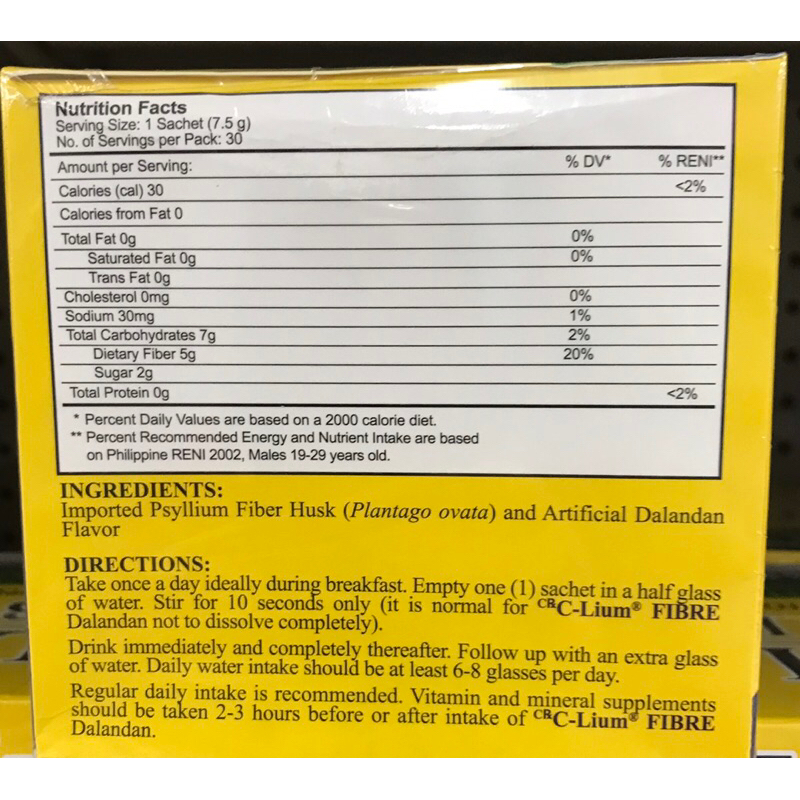 Nutrition Facts
Serving Size: 1 Sachet (7.5 g)
No. of Servings per Pack: 30
Amount per Serving: % DV* % RENI**
Calories (cal) 30 <2%
Calories from Fat 0
Total Fat 0g 0%
Saturated Fat 0g 0%
Trans Fat 0g
Cholesterol 0mg 0%
Sodium 30mg 1%
Total Carbohydrates 7g 2%
Dietary Fiber 5g 20%
Sugar 2g
Total Protein 0g <2%
* Percent Daily Values are based on a 2000 calorie diet.
** Percent Recommended Energy and Nutrient Intake are based
on Philippine RENI 2002, Males 19-29 years old.
INGREDIENTS:
Imported Psyllium Fiber Husk (Plantago ovata) and Artificial Dalandan
Flavor
DIRECTIONS:
Take once a day ideally during breakfast. Empty one (1) sachet in a half glass
of water. Stir for 10 seconds only (it is normal for CRC-Lium® FIBRE
Dalandan not to dissolve completely).
Drink immediately and completely thereafter. Follow up with an extra glass
of water. Daily water intake should be at least 6-8 glasses per day.
Regular daily intake is recommended. Vitamin and mineral supplements
should be taken 2-3 hours before or after intake of CRC-Lium® FIBRE
Dalandan.